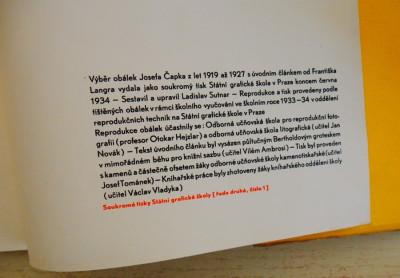 Výběr obálek Josefa Čapka z let 1919 až 1927 s úvodním článkem od Františka
Langra vydala jako soukromý tisk Státní grafická škola v Praze koncem června
1934 — Sestavil a upravil Ladislav Sutnar — Reprodukce a tisk provedeny podle
tištěných obálek v rámci školního vyučování ve školním roce 1933–34 v oddělení
reprodukčních technik na Státní grafické škole v Praze
Reprodukce obálek účastnily se: Odborná učňovská škola pro reprodukční foto-
grafii (profesor Otokar Hejzlar) a odborná učňovská škola litografická (učitel Jan
Novák) — Text úvodního článku byl vysázen půltučným Bertholdovým groteskem
v mimořádném běhu pro knižní sazbu (učitel Vilém Ambrosi) — Tisk byl proveden
s kamenů a částečně ofsetem žáky odborné učňovské školy kamenotiskařské (učitel
Josef Tománek) — Knihařské práce byly zhotoveny žáky knihařského oddělení školy
(učitel Václav Vladyka)
Soukromé tisky Státní grafické školy [řada druhá, číslo 1]